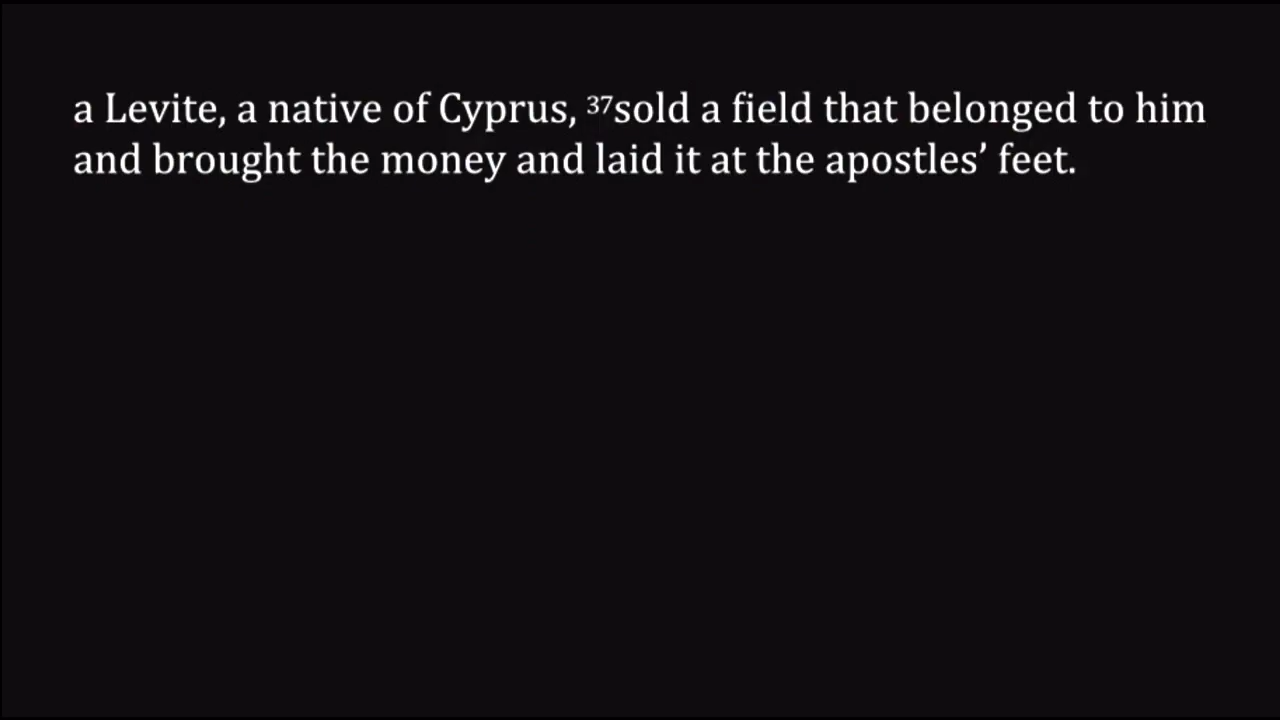 a Levite, a native of Cyprus, ³⁷sold a field that belonged to him
and brought the money and laid it at the apostles’ feet.